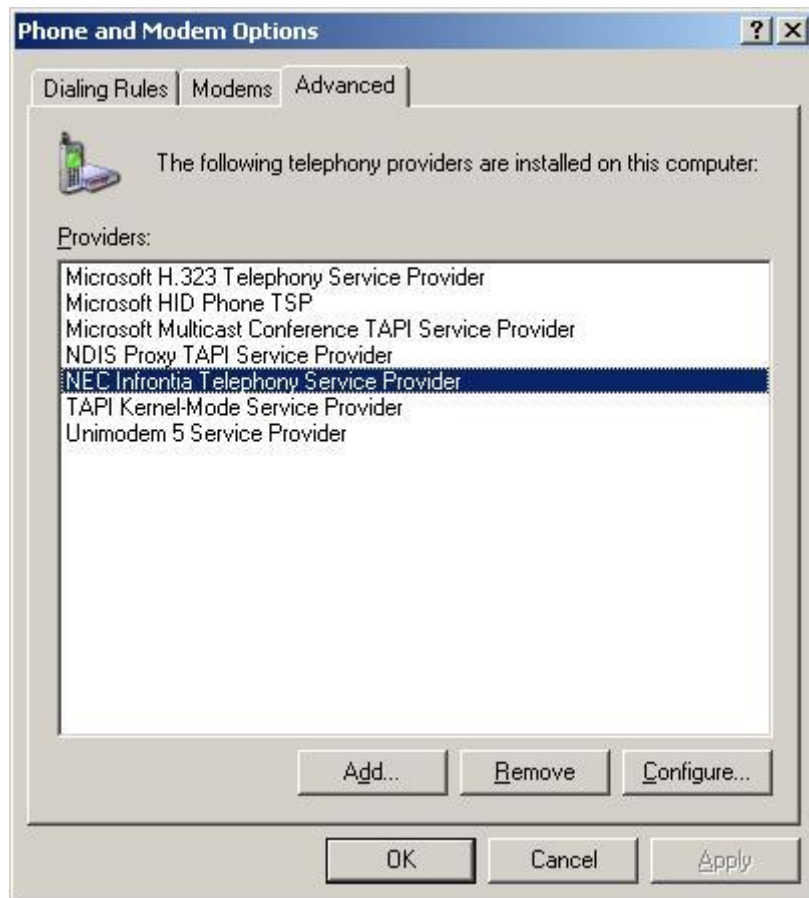 Phone and Modem Options
Dialing Rules Modems Advanced
The following telephony providers are installed on this computer:
Providers:
Microsoft H.323 Telephony Service Provider
Microsoft HID Phone TSP
Microsoft Multicast Conference TAPI Service Provider
NDIS Proxy TAPI Service Provider
NEC Infrontia Telephony Service Provider
TAPI Kernel-Mode Service Provider
Unimodem 5 Service Provider
Add... Remove Configure...
OK Cancel Apply